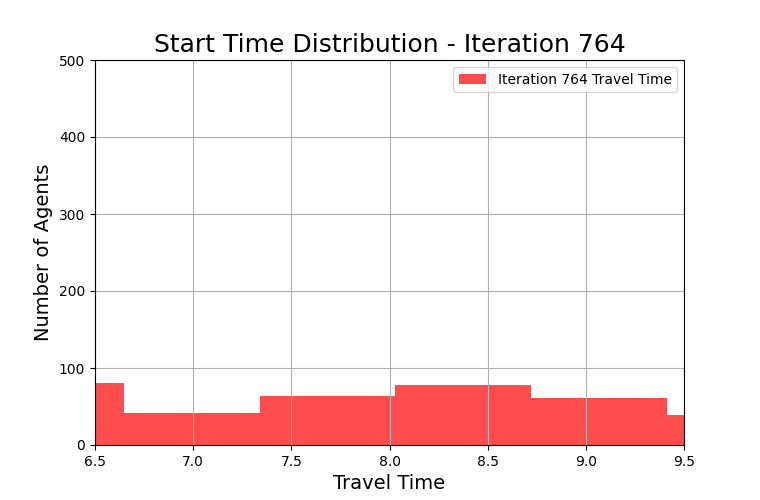 Start Time Distribution - Iteration 764
500
400
300
200
100
0
Number of Agents
Iteration 764 Travel Time
6.5 7.0 7.5 8.0 8.5 9.0 9.5
Travel Time